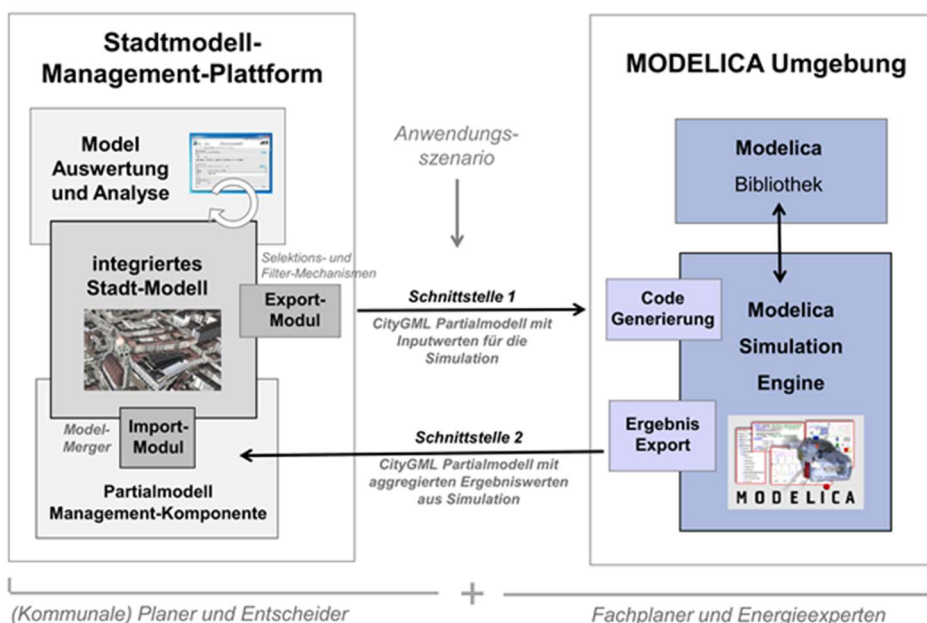 Stadtmodell-
Management-Plattform
Model
Auswertung
und Analyse
integriertes
Stadt-Modell
Selektions- und
Filter-Mechanismen
Export-
Modul
Model-
Merger
Import-
Modul
Partialmodell
Management-Komponente
Anwendungs-
szenario
Schnittstelle 1
CityGML Partialmodell mit
Inputwerten für die
Simulation
Schnittstelle 2
CityGML Partialmodell mit
aggregierten Ergebniswerten
aus Simulation
MODELICA Umgebung
Modelica
Bibliothek
Code
Generierung
Modelica
Simulation
Engine
Ergebnis
Export
MODELICA
(Kommunale) Planer und Entscheider
+
Fachplaner und Energieexperten